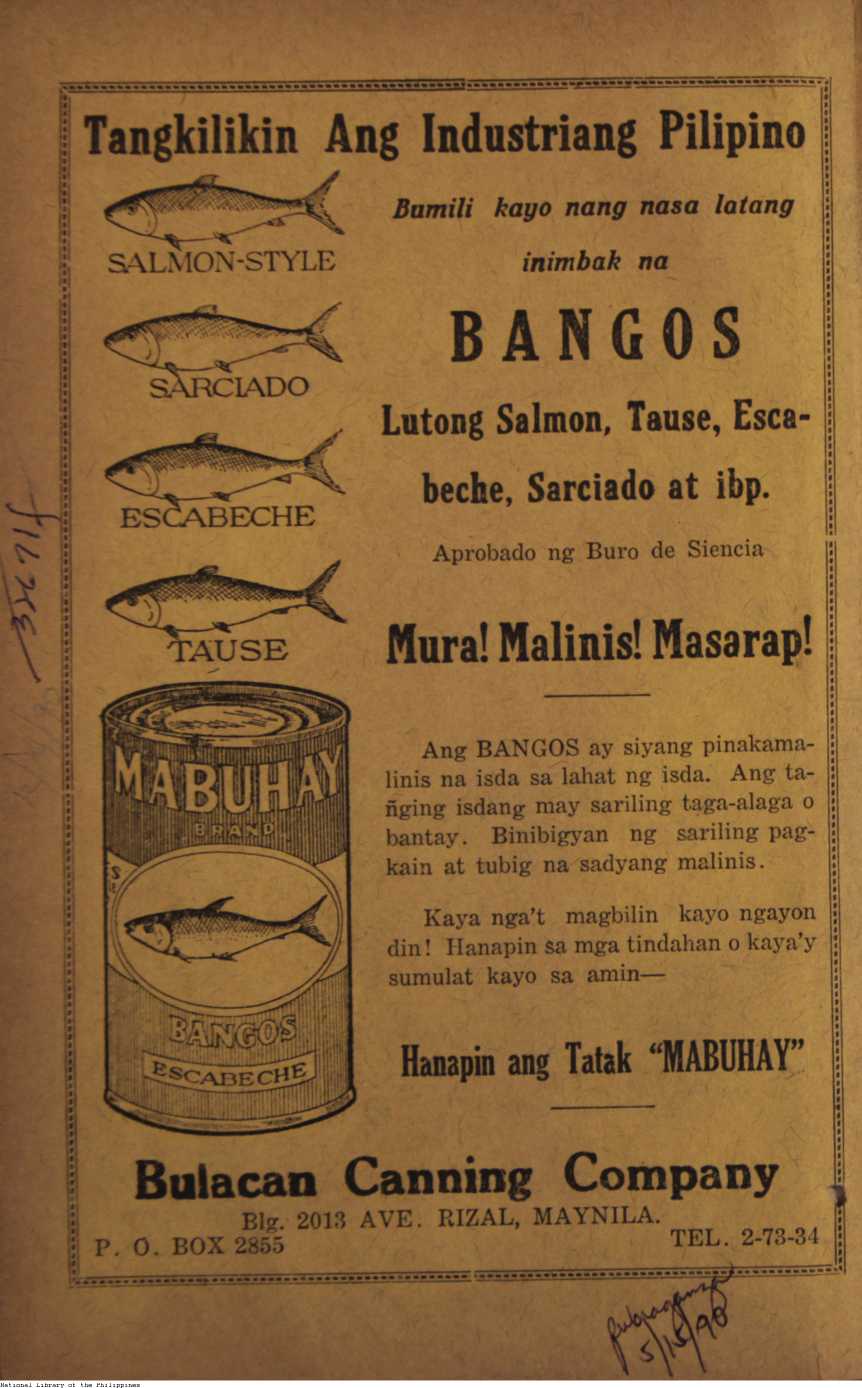 Tangkilikin Ang Industriang Pilipino
SALMON-STYLE
SARCIADO
ESCABECHE
TAUSE
MABUHAY
BRAND
BANGOS
ESCABECHE
Bumili kayo nang nasa latang
inimbak na
BANGOS
Lutong Salmon, Tause, Esca-
beche, Sarciado at ibp.
Aprobado ng Buro de Siencia
Mura! Malinis! Masarap!
Ang BANGOS ay siyang pinakama-
linis na isda sa lahat ng isda. Ang ta-
ñging isdang may sariling taga-alaga o
bantay. Binibigyan ng sariling pag-
kain at tubig na sadyang malinis.
Kaya nga't magbilin kayo ngayon
din! Hanapin sa mga tindahan o kaya'y
sumulat kayo sa amin—
Hanapin ang Tatak "MABUHAY"
Bulacan Canning Company
Blg. 2013 AVE. RIZAL, MAYNILA.
P. O. BOX 2855
TEL. 2-73-34
5/15/90
National Library of the Philippines